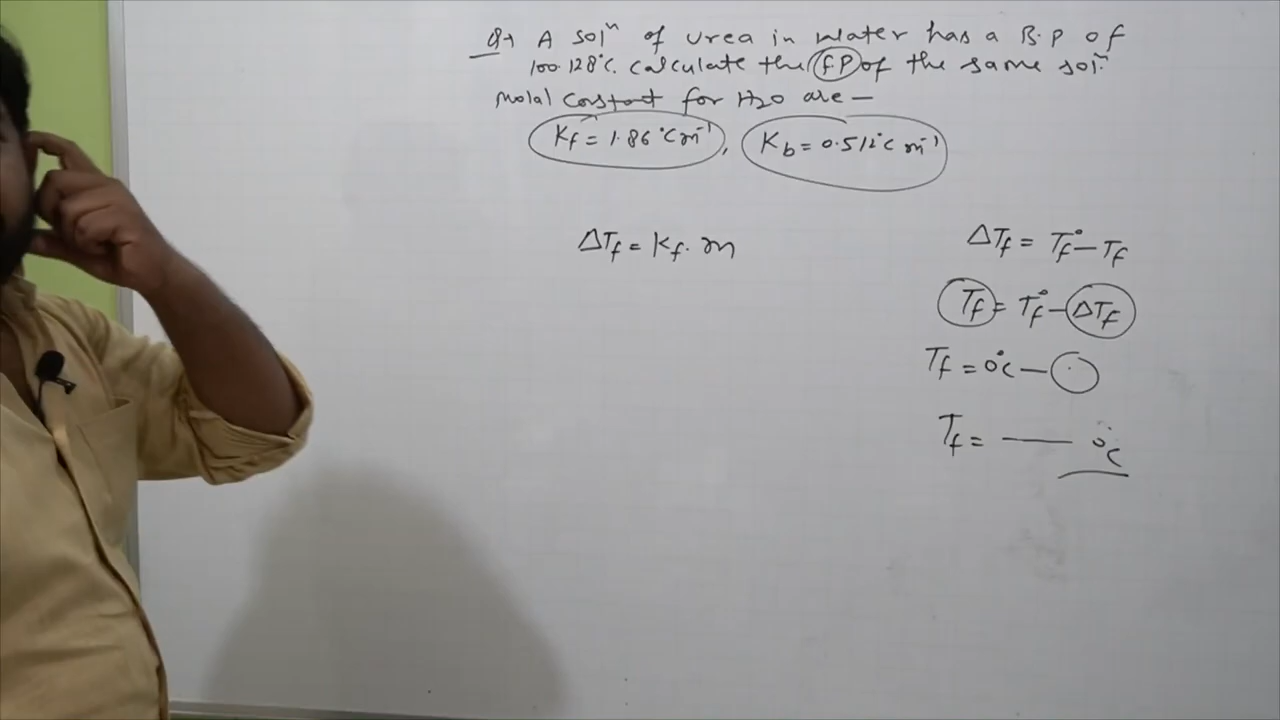 Q→ A solⁿ of urea in water has a B.P of
100.128°C. calculate the FP of the same solⁿ.
Molal constant for H2O are –
Kf = 1.86°C m⁻¹, Kb = 0.512°C m⁻¹
ΔTf = Kf. m
ΔTf = Tf° – Tf
Tf = Tf° – ΔTf
Tf = 0°C –
Tf = —— °C